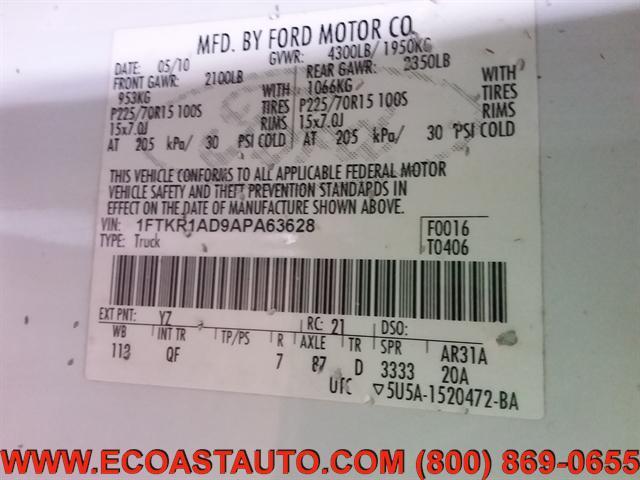 MFD. BY FORD MOTOR CO.
DATE: 05/10 GVWR: 4300LB/ 1950KG
FRONT GAWR: 2100LB REAR GAWR: 2350LB
953KG WITH 1066KG WITH
P225/70R15 100S TIRES P225/70R15 100S TIRES
15x7.0J RIMS 15x7.0J RIMS
AT 205 kPa/ 30 PSI COLD AT 205 kPa/ 30 PSI COLD
THIS VEHICLE CONFORMS TO ALL APPLICABLE FEDERAL MOTOR
VEHICLE SAFETY AND THEFT PREVENTION STANDARDS IN
EFFECT ON THE DATE OF MANUFACTURE SHOWN ABOVE.
VIN: 1FTKR1AD9APA63628 F0016
TYPE: Truck T0406
EXT PNT: YZ RC: 21 DSO:
WB INT TR TP/PS R AXLE TR SPR AR31A
113 QF 7 87 D 3333 20A
UTC ▽5U5A-1520472-BA
WWW.ECOASTAUTO.COM (800) 869-0655